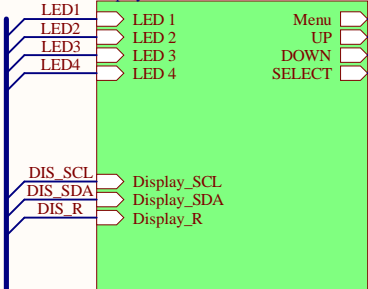 LED1 LED 1 Menu
LED2 LED 2 UP
LED3 LED 3 DOWN
LED4 LED 4 SELECT
DIS_SCL Display_SCL
DIS_SDA Display_SDA
DIS_R Display_R